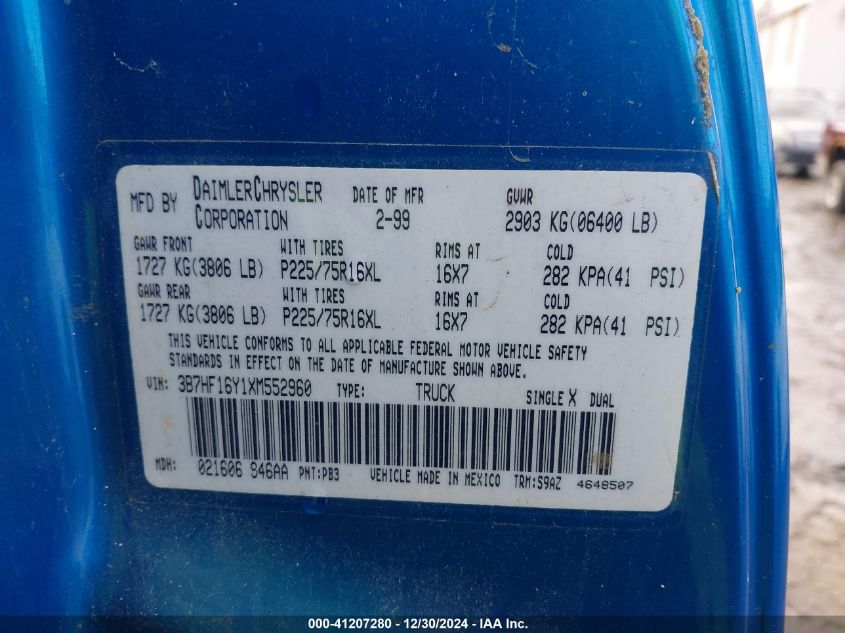 MFD BY DAIMLERCHRYSLER CORPORATION DATE OF MFR 2-99 GVWR 2903 KG(06400 LB)
GAWR FRONT WITH TIRES RIMS AT COLD
1727 KG(3806 LB) P225/75R16XL 16X7 282 KPA(41 PSI)
GAWR REAR WITH TIRES RIMS AT COLD
1727 KG(3806 LB) P225/75R16XL 16X7 282 KPA(41 PSI)
THIS VEHICLE CONFORMS TO ALL APPLICABLE FEDERAL MOTOR VEHICLE SAFETY
STANDARDS IN EFFECT ON THE DATE OF MANUFACTURE SHOWN ABOVE.
VIN: 3B7HF16Y1XM552960 TYPE: TRUCK SINGLE X DUAL
MDH: 021606 946AA PNT:PB3 VEHICLE MADE IN MEXICO TRM:S9AZ 4648507
000-41207280 - 12/30/2024 - IAA Inc.